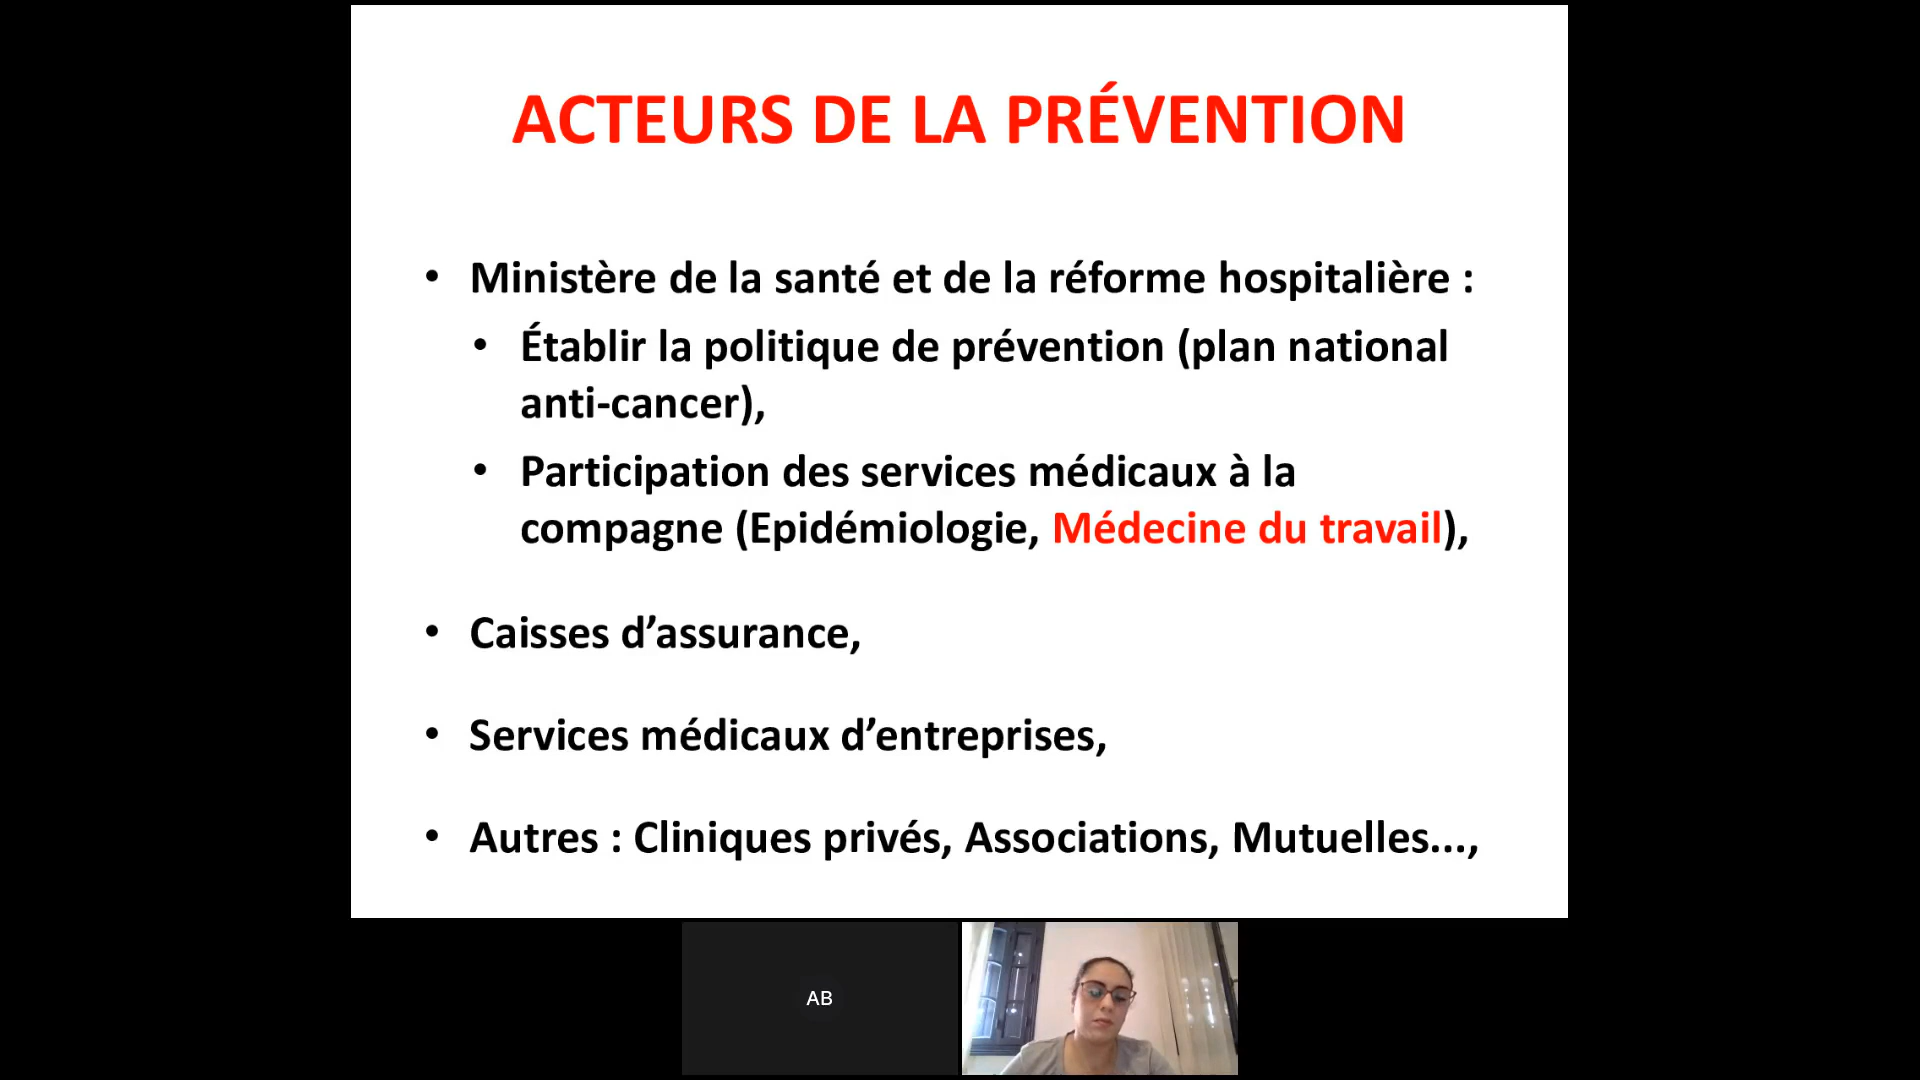 ACTEURS DE LA PRÉVENTION
• Ministère de la santé et de la réforme hospitalière :
• Établir la politique de prévention (plan national
anti-cancer),
• Participation des services médicaux à la
compagne (Epidémiologie, Médecine du travail),
• Caisses d’assurance,
• Services médicaux d’entreprises,
• Autres : Cliniques privés, Associations, Mutuelles...,
AB